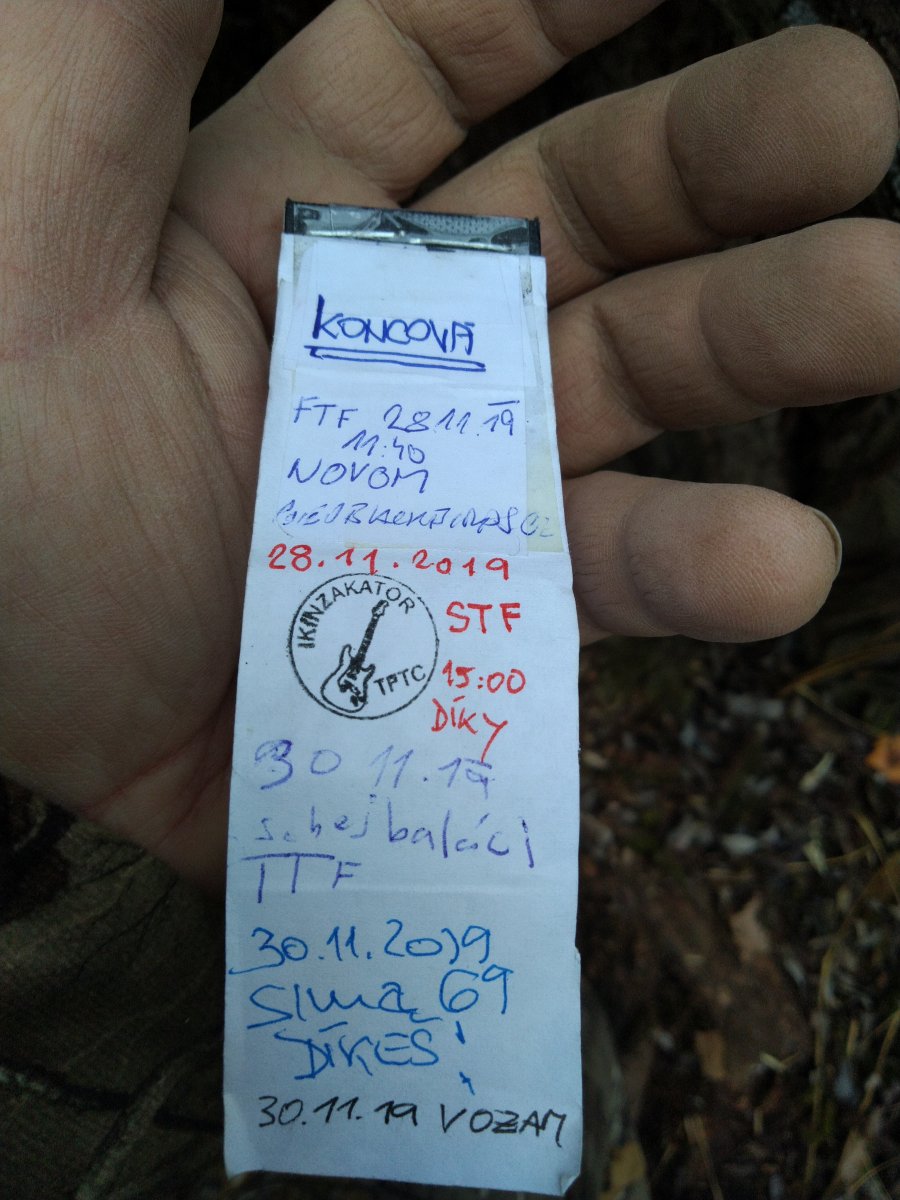 KONCOVÁ
FTF 28 11.19
11:40
NOVOM
28.11.2019
IKINZAKATOR
TPTC
STF
15:00
DÍKY
30 11.19
schejbaláci
TTF
30.11.2019
Sima 69
DÍKES!
30.11.19 VOZAM